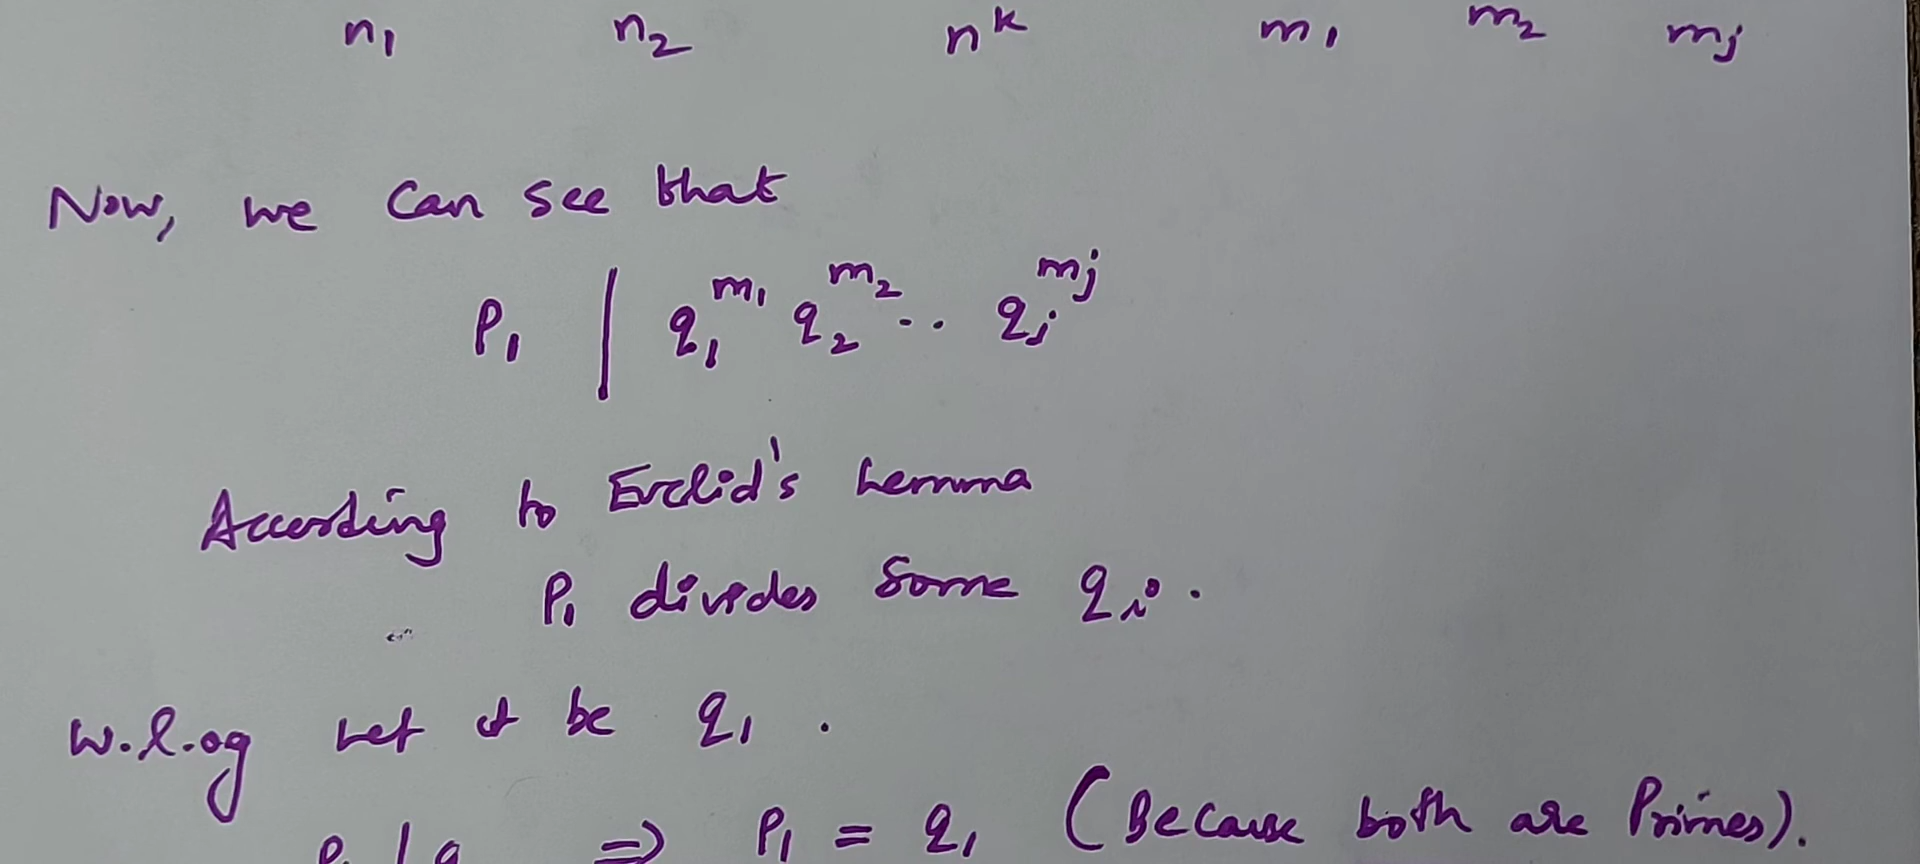 n₁ n₂ nᵏ m₁ m₂ mⱼ
Now, we can see that
P₁ | q₁^m₁ q₂^m₂ .. qⱼ^mⱼ
According to Euclid's Lemma
P₁ divides some qᵢ.
w.l.og Let it be q₁.
P₁ | q ⇒ P₁ = q₁ (Because both are Primes).